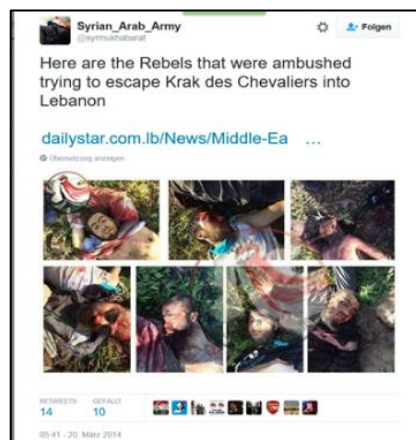 Syrian_Arab_Army
@syrmukhabarat
Folgen
Here are the Rebels that were ambushed
trying to escape Krak des Chevaliers into
Lebanon
dailystar.com.lb/News/Middle-Ea ...
Übersetzung anzeigen
RETWEETS GEFÄLLT
14 10
05:41 - 20. März 2014